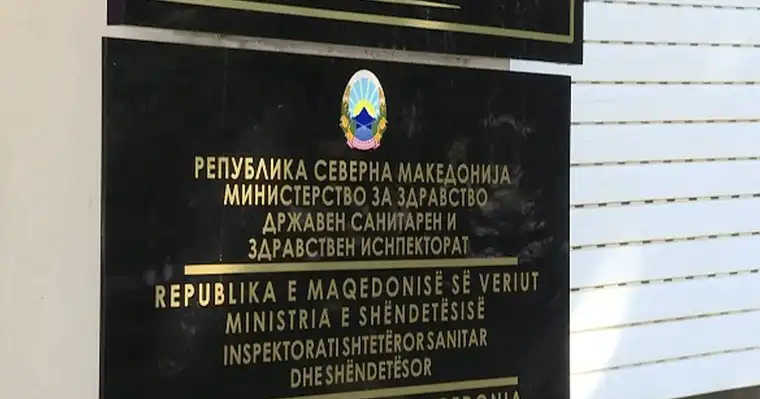 РЕПУБЛИКА СЕВЕРНА МАКЕДОНИЈА
МИНИСТЕРСТВО ЗА ЗДРАВСТВО
ДРЖАВЕН САНИТАРЕН И
ЗДРАВСТВЕН ИСНПЕКТОРАТ
REPUBLIKA E MAQEDONISË SË VERIUT
MINISTRIA E SHËNDETËSISË
INSPEKTORATI SHTETËROR SANITAR
DHE SHËNDETËSOR